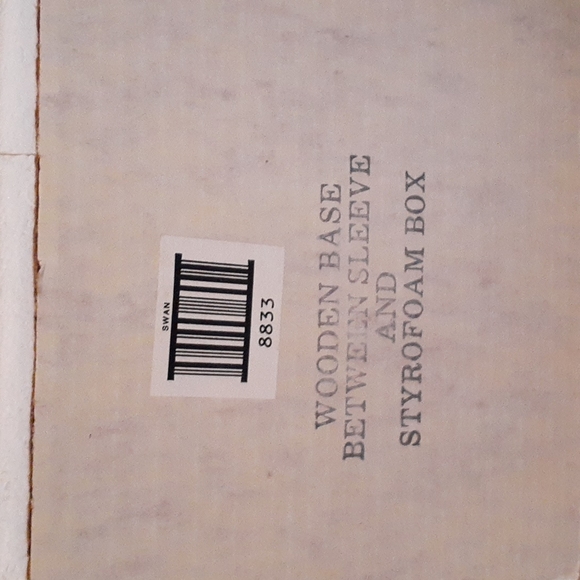 SWAN
8833
WOODEN BASE
BETWEEN SLEEVE
AND
STYROFOAM BOX